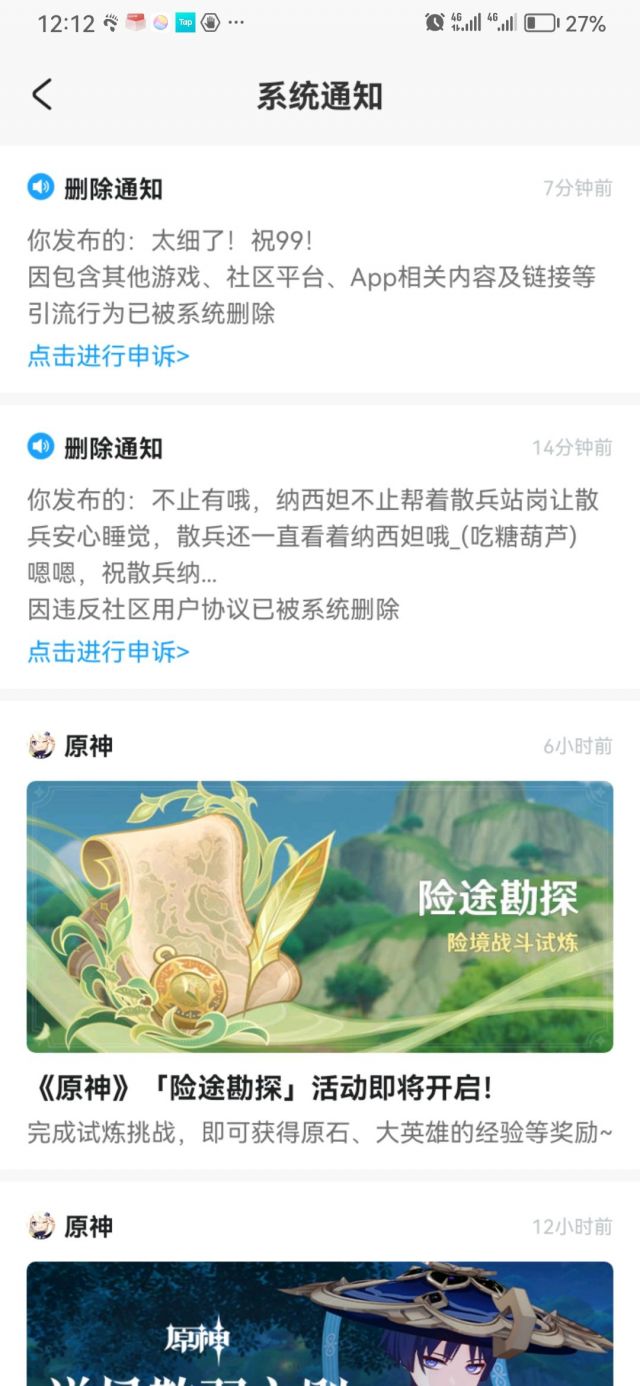 12:12
Tap
4G
4G
27%
系统通知
删除通知
7分钟前
你发布的：太细了！祝99！
因包含其他游戏、社区平台、App相关内容及链接等
引流行为已被系统删除
点击进行申诉>
删除通知
14分钟前
你发布的：不止有哦，纳西妲不止帮着散兵站岗让散
兵安心睡觉，散兵还一直看着纳西妲哦_(吃糖葫芦)
嗯嗯，祝散兵纳...
因违反社区用户协议已被系统删除
点击进行申诉>
原神
6小时前
险途勘探
险境战斗试炼
《原神》「险途勘探」活动即将开启!
完成试炼挑战，即可获得原石、大英雄的经验等奖励~
原神
12小时前
原神